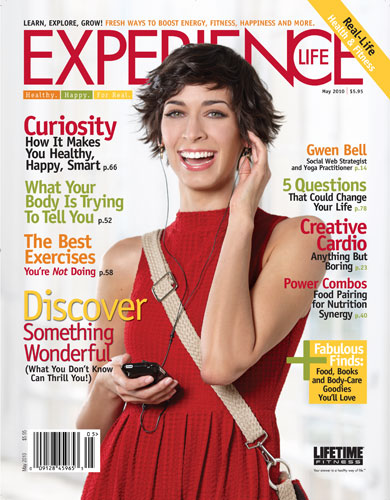 LEARN, EXPLORE, GROW! FRESH WAYS TO BOOST ENERGY, FITNESS, HAPPINESS AND MORE.
EXPERIENCE
LIFE
Healthy. Happy. For Real.
May 2010 | $5.95
Real-Life
Health & Fitness
Curiosity
How It Makes
You Healthy,
Happy, Smart p.66
What Your
Body Is Trying
To Tell You p.52
The Best
Exercises
You're Not Doing p.58
Discover
Something
Wonderful
(What You Don't Know
Can Thrill You!)
Gwen Bell
Social Web Strategist
and Yoga Practitioner p.14
5 Questions
That Could Change
Your Life p.78
Creative
Cardio
Anything But
Boring p.23
Power Combos
Food Pairing
for Nutrition
Synergy p.40
+ Fabulous
Finds:
Food, Books
and Body-Care
Goodies
You'll Love
May 2010 $5.95
05>
0 09128 45965 8
LIFETIME
FITNESS